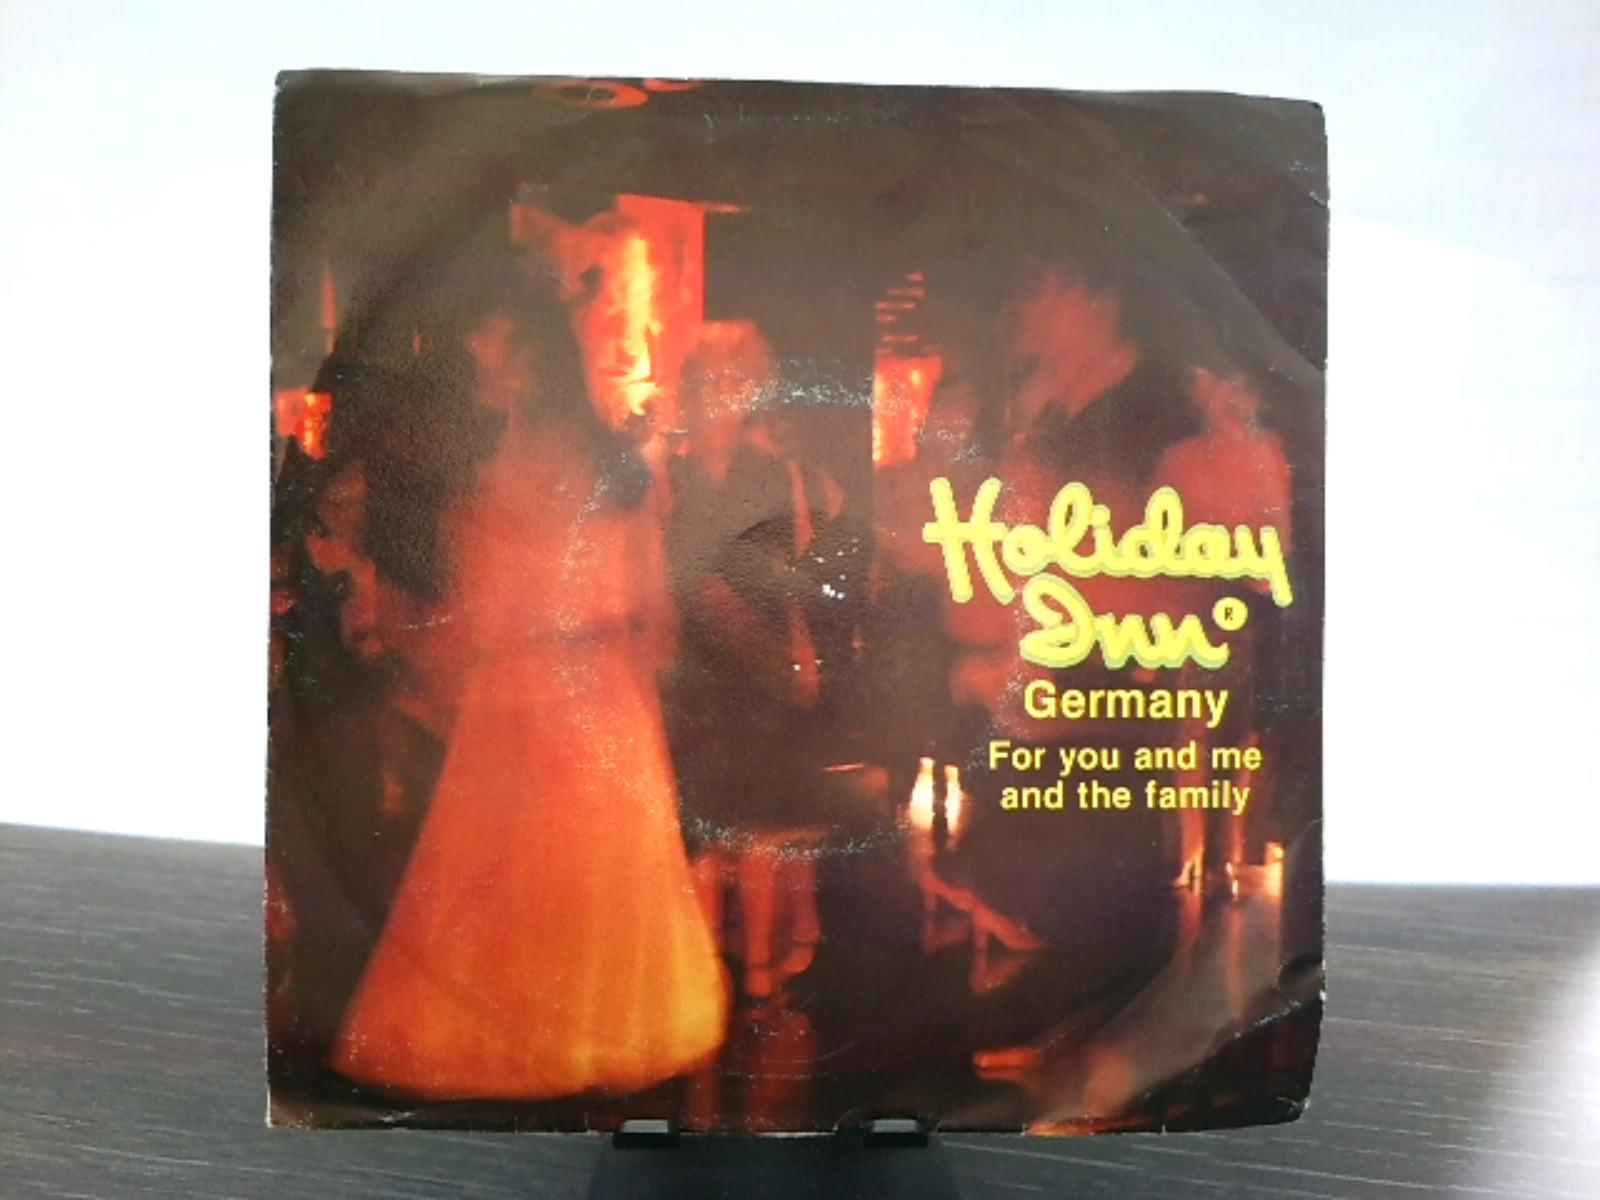 Holiday
Inn®
Germany
For you and me
and the family